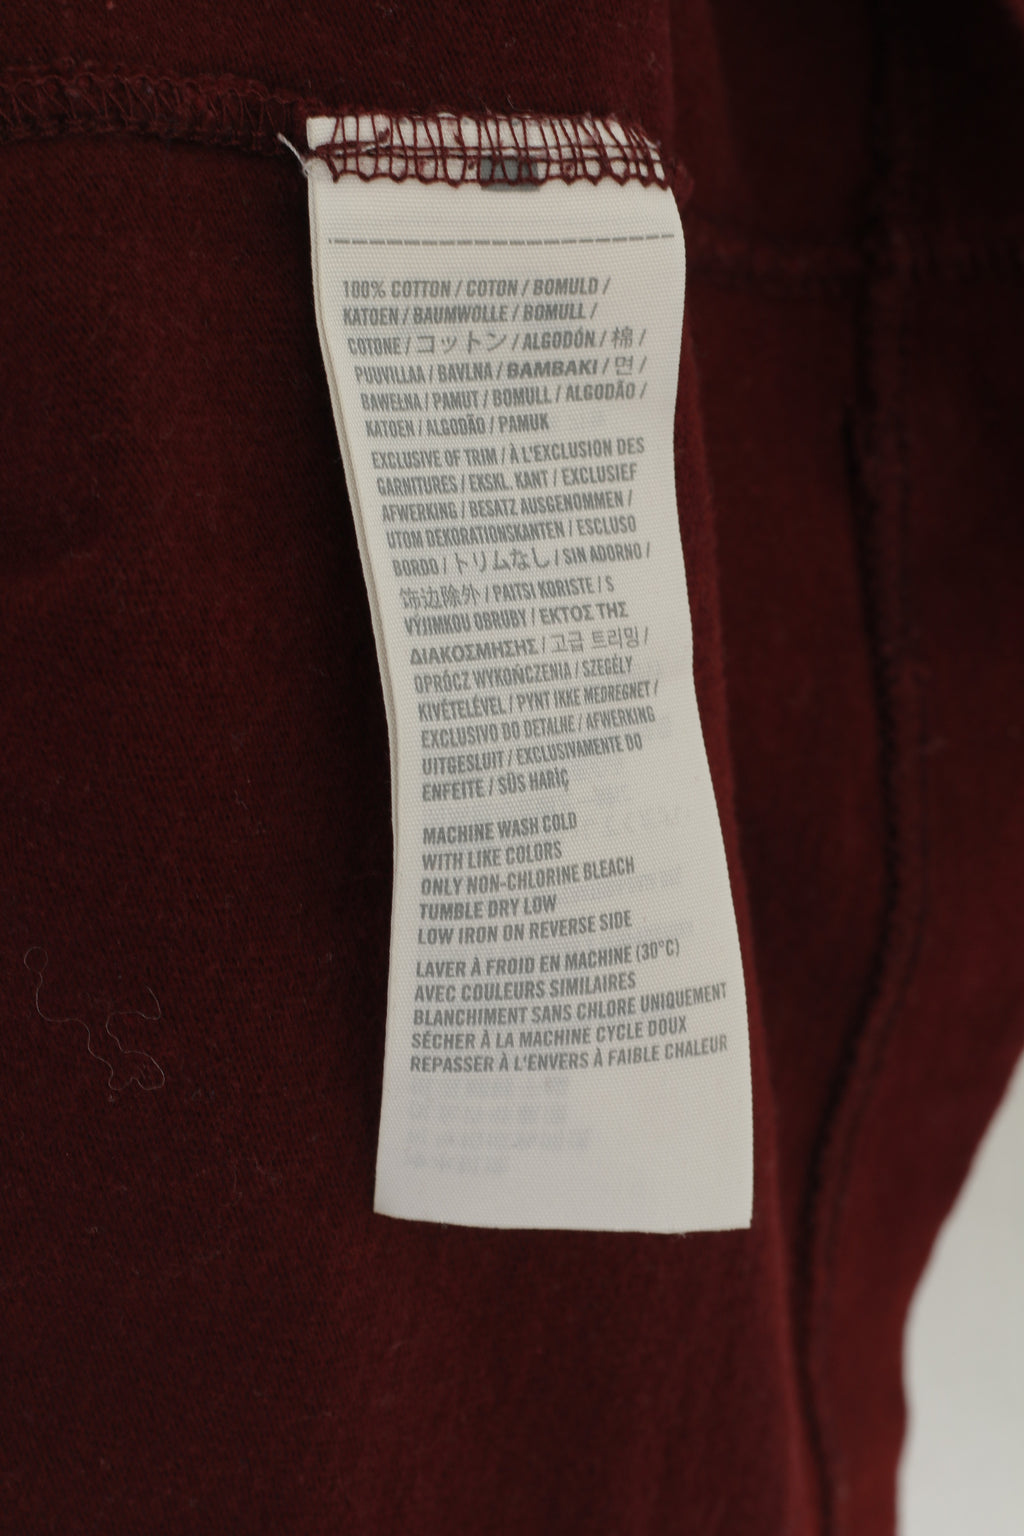 100% COTTON / COTON / BOMULD /
KATOEN / BAUMWOLLE / BOMULL /
COTONE / コットン / ALGODÓN / 棉 /
PUUVILLAA / BAVLNA / BAMBAKI / 면 /
BAWEŁNA / PAMUT / BOMULL / ALGODÃO /
KATOEN / ALGODÃO / PAMUK
EXCLUSIVE OF TRIM / À L'EXCLUSION DES
GARNITURES / EKSKL. KANT / EXCLUSIEF
AFWERKING / BESATZ AUSGENOMMEN /
UTOM DEKORATIONSKANTEN / ESCLUSO
BORDO / トリムなし / SIN ADORNO /
饰边除外 / PAITSI KORISTE / S
VÝJIMKOU OBRUBY / ΕΚΤΟΣ ΤΗΣ
ΔΙΑΚΟΣΜΗΣΗΣ / 고급 트리밍 /
OPRÓCZ WYKOŃCZENIA / SZEGÉLY
KIVÉTELÉVEL / PYNT IKKE MEDREGNET /
EXCLUSIVO DO DETALHE / AFWERKING
UITGESLUIT / EXCLUSIVAMENTE DO
ENFEITE / SÜS HARİÇ
MACHINE WASH COLD
WITH LIKE COLORS
ONLY NON-CHLORINE BLEACH
TUMBLE DRY LOW
LOW IRON ON REVERSE SIDE
LAVER À FROID EN MACHINE (30°C)
AVEC COULEURS SIMILAIRES
BLANCHIMENT SANS CHLORE UNIQUEMENT
SÉCHER À LA MACHINE CYCLE DOUX
REPASSER À L'ENVERS À FAIBLE CHALEUR